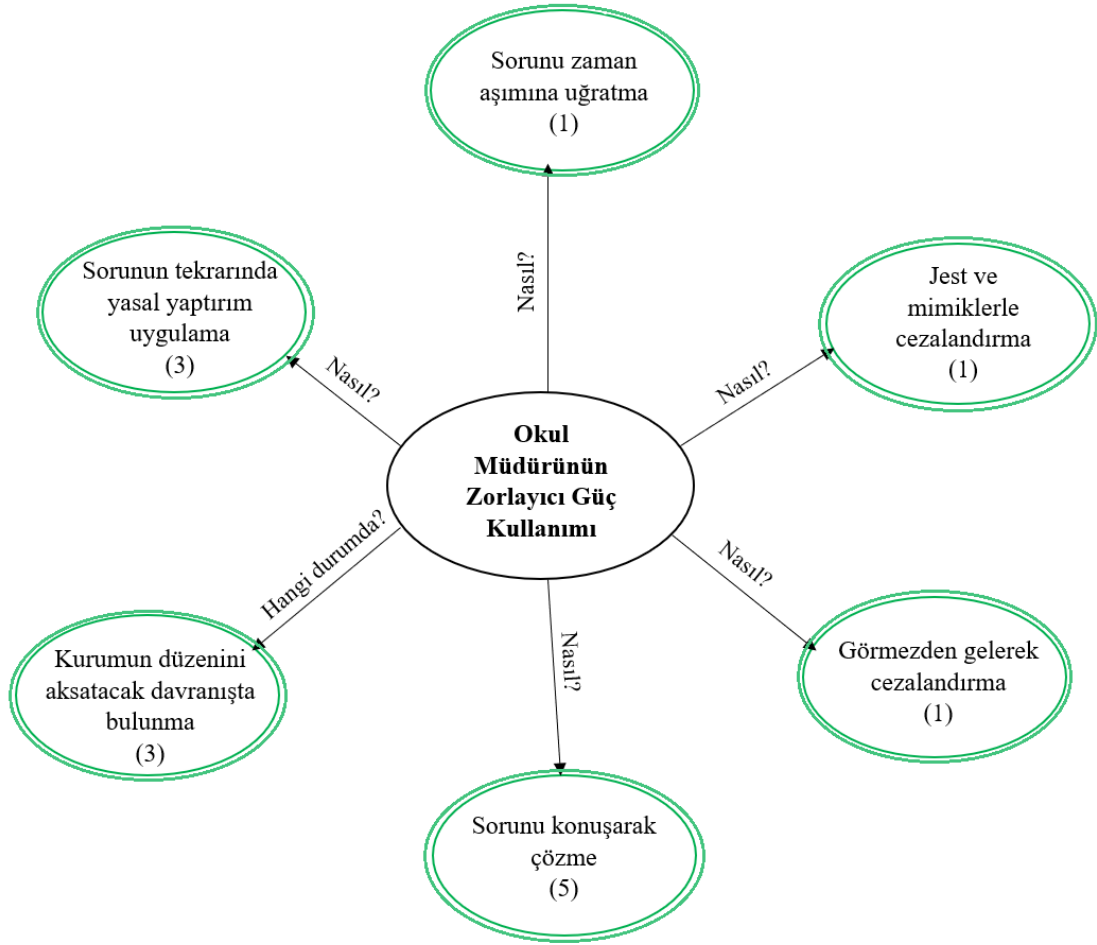 Sorunu zaman
aşımına uğratma
(1)
Nasıl?
Sorunun tekrarında
yasal yaptırım
uygulama
(3)
Nasıl?
Jest ve
mimiklerle
cezalandırma
(1)
Nasıl?
Okul
Müdürünün
Zorlayıcı Güç
Kullanımı
Hangi durumda?
Kurumun düzenini
aksatacak davranışta
bulunma
(3)
Nasıl?
Görmezden gelerek
cezalandırma
(1)
Nasıl?
Sorunu konuşarak
çözme
(5)